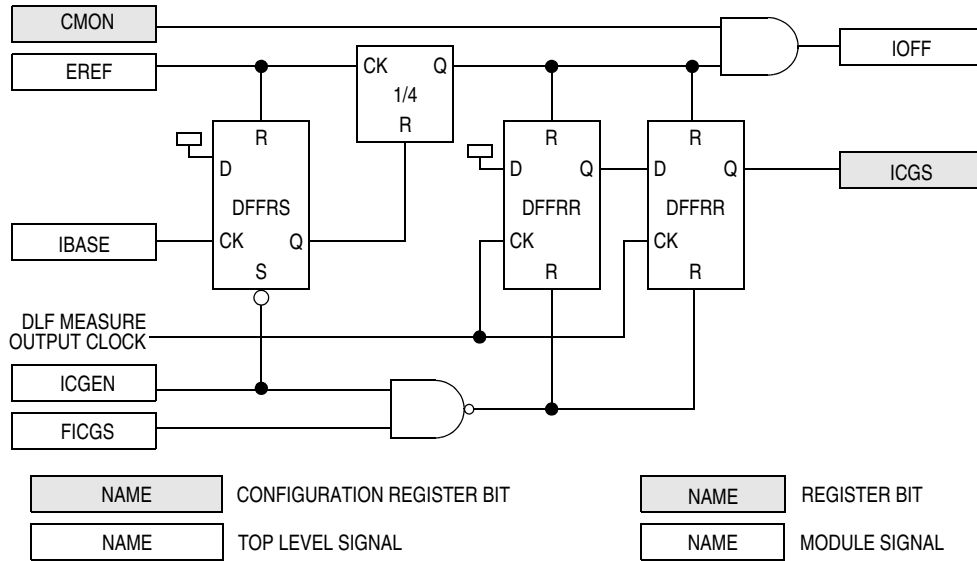 CMON
IOFF
EREF
CK Q
1/4
R
R
R
R
D
D Q
D Q
ICGS
DFFRS
DFFRR
DFFRR
IBASE
CK Q
CK
CK
S
R
R
DLF MEASURE
OUTPUT CLOCK
ICGEN
FICGS
NAME CONFIGURATION REGISTER BIT
NAME REGISTER BIT
NAME TOP LEVEL SIGNAL
NAME MODULE SIGNAL